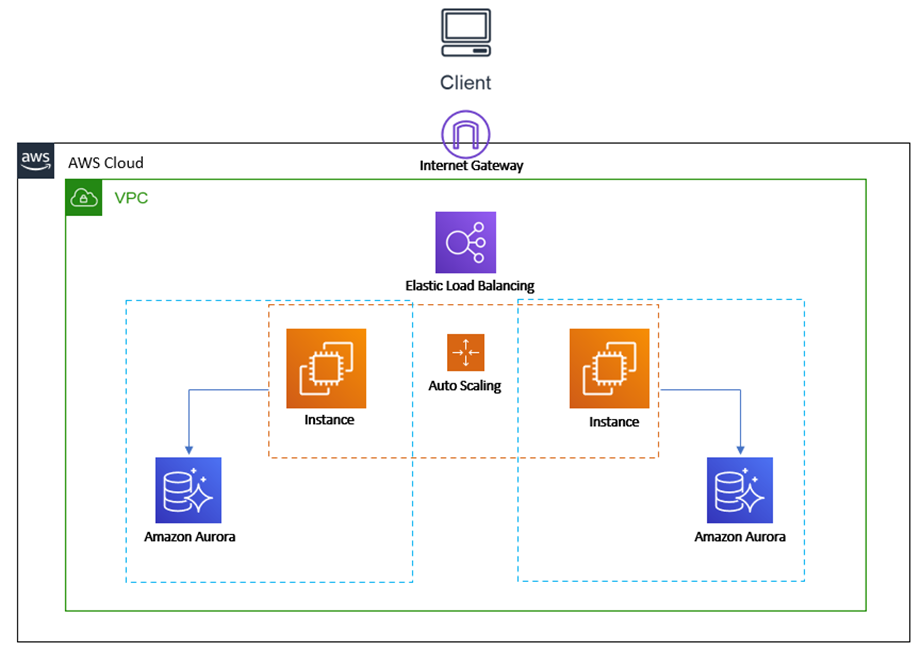 Client
Internet Gateway
aws
AWS Cloud
VPC
Elastic Load Balancing
Auto Scaling
Instance
Instance
Amazon Aurora
Amazon Aurora